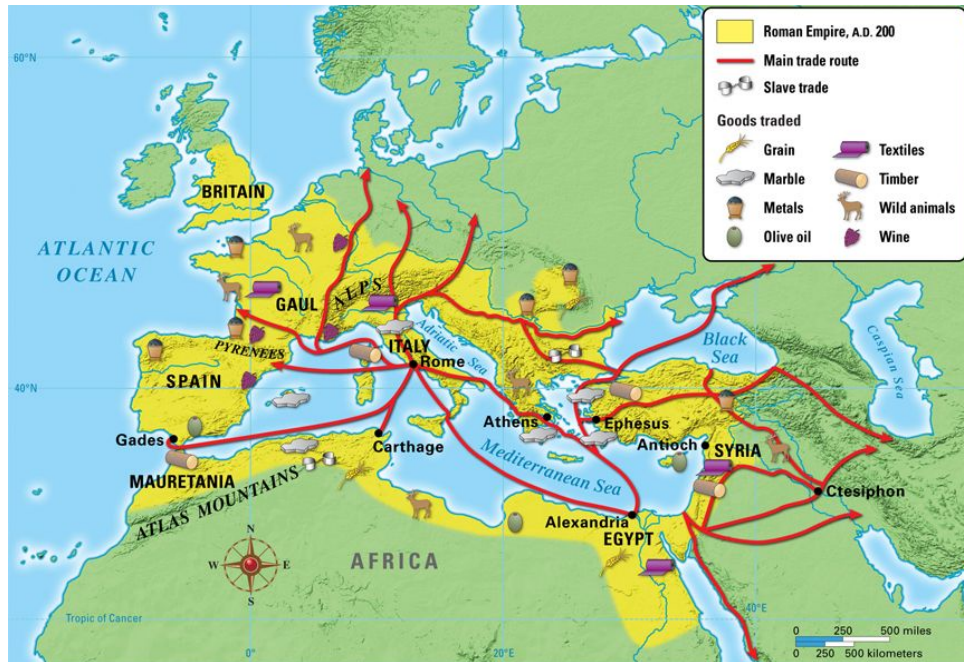 Roman Empire, A.D. 200
Main trade route
Slave trade
Goods traded
Grain
Textiles
Marble
Timber
Metals
Wild animals
Olive oil
Wine
60°N
BRITAIN
ATLANTIC
OCEAN
GAUL
ALPS
PYRENEES
ITALY
Adriatic Sea
Rome
Black
Sea
Caspian Sea
40°N
SPAIN
Gades
Carthage
Athens
Ephesus
Antioch
SYRIA
MAURETANIA
ATLAS MOUNTAINS
Mediterranean Sea
Ctesiphon
Alexandria
EGYPT
AFRICA
N
W
E
S
Tropic of Cancer
0°
20°E
40°E
0 250 500 miles
0 250 500 kilometers